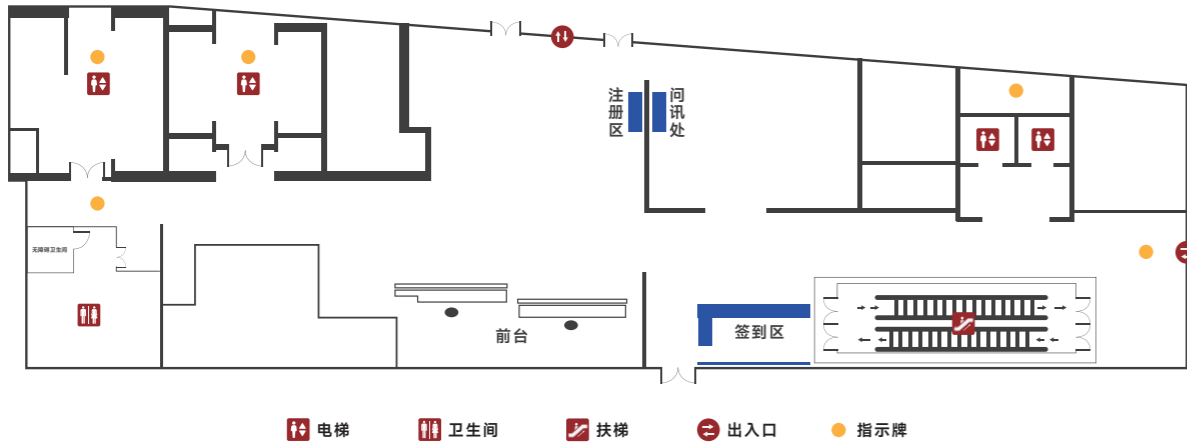 注册区
问讯处
无障碍卫生间
前台
签到区
电梯
卫生间
扶梯
出入口
指示牌